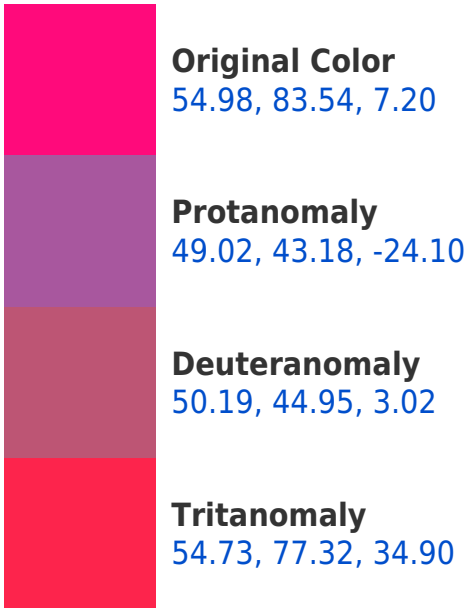 Original Color
54.98, 83.54, 7.20
Protanomaly
49.02, 43.18, -24.10
Deuteranomaly
50.19, 44.95, 3.02
Tritanomaly
54.73, 77.32, 34.90